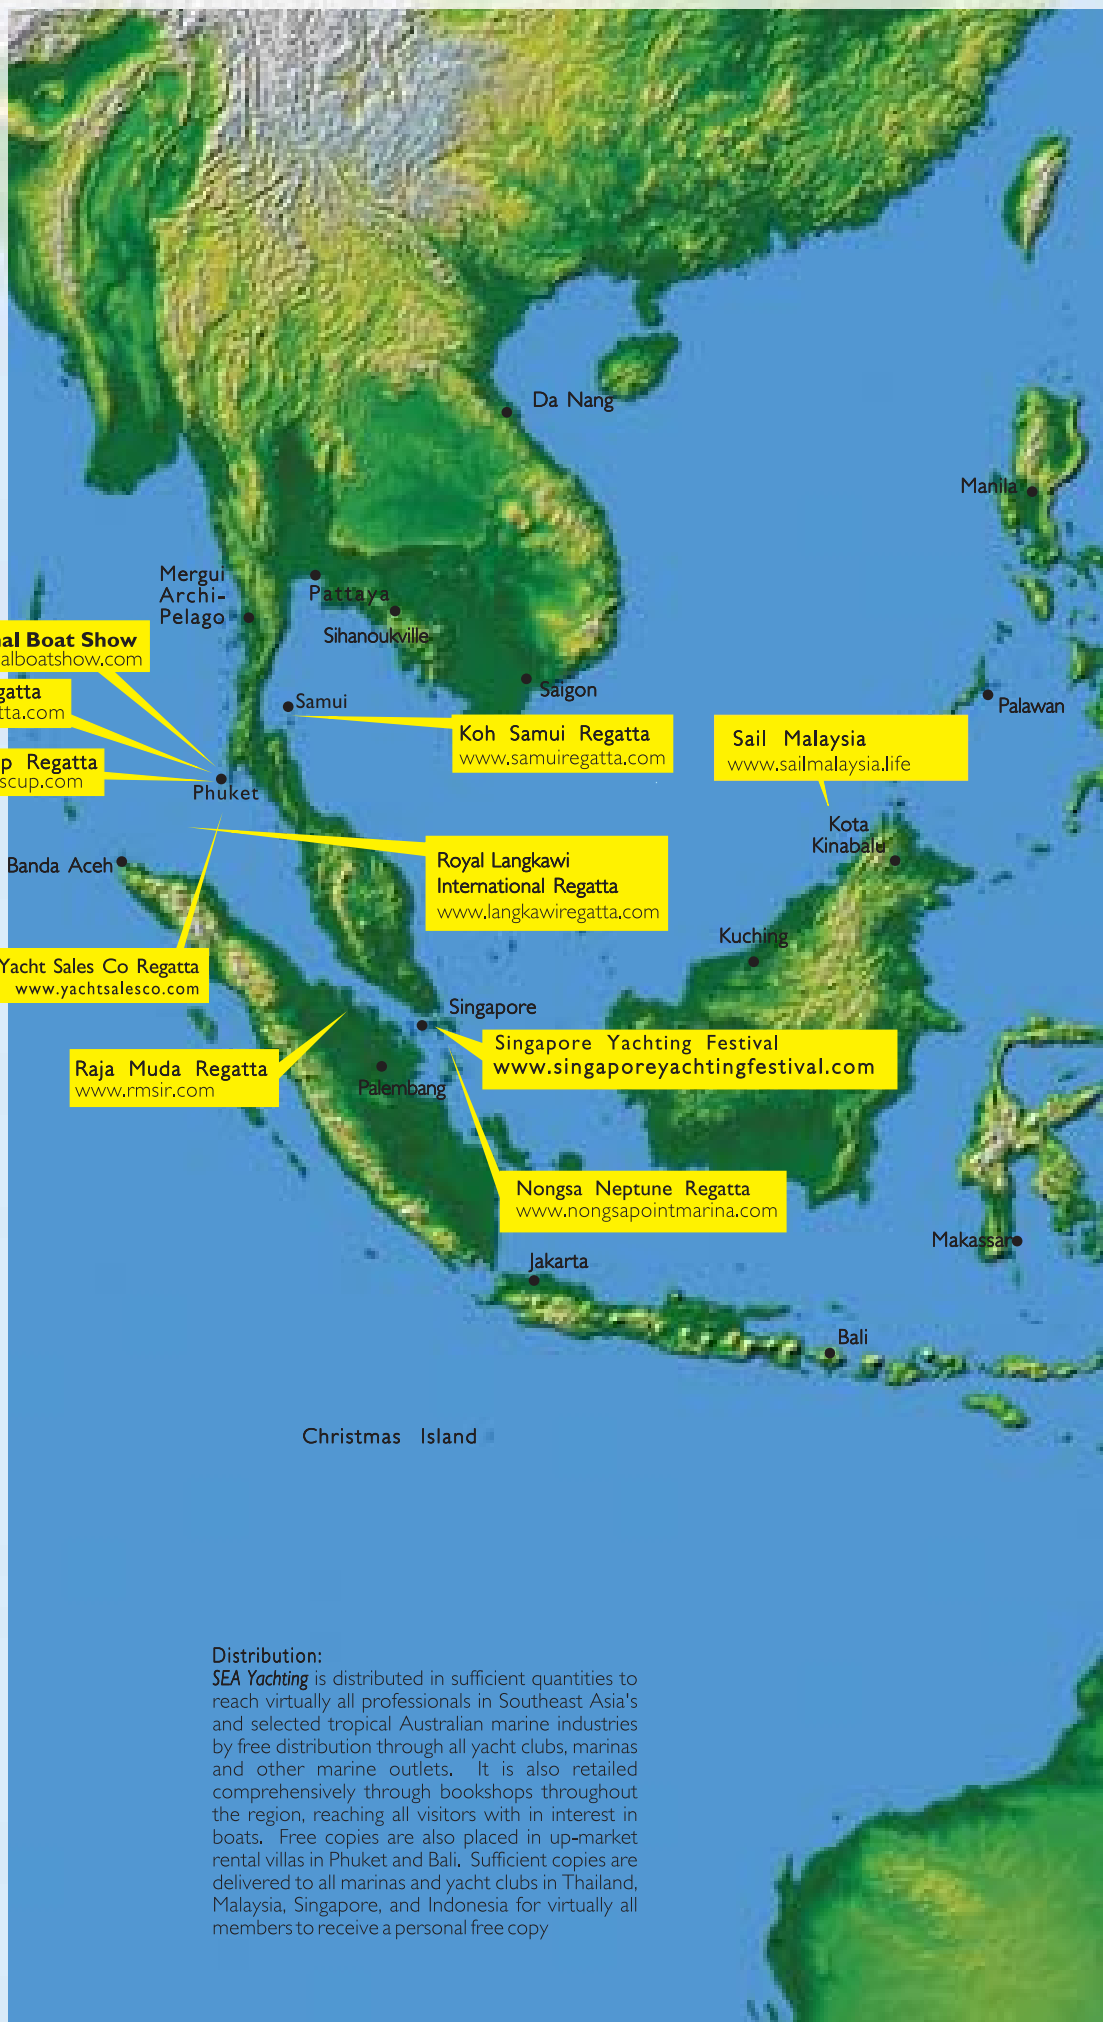 Da Nang
Manila
Mergui
Archi-
Pelago
Pattaya
Sihanoukville
Boat Show
alboatshow.com
Saigon
Palawan
Samui
Koh Samui Regatta
www.samuiregatta.com
Sail Malaysia
www.sailmalaysia.life
Regatta
scup.com
Phuket
Kota
Kinabalu
Banda Aceh
Royal Langkawi
International Regatta
www.langkawiregatta.com
Kuching
Yacht Sales Co Regatta
www.yachtsalesco.com
Singapore
Singapore Yachting Festival
www.singaporeyachtingfestival.com
Raja Muda Regatta
www.rmsir.com
Palembang
Nongsa Neptune Regatta
www.nongsapointmarina.com
Makassar
Jakarta
Bali
Christmas Island
Distribution:
SEA Yachting is distributed in sufficient quantities to
reach virtually all professionals in Southeast Asia's
and selected tropical Australian marine industries
by free distribution through all yacht clubs, marinas
and other marine outlets. It is also retailed
comprehensively through bookshops throughout
the region, reaching all visitors with in interest in
boats. Free copies are also placed in up-market
rental villas in Phuket and Bali. Sufficient copies are
delivered to all marinas and yacht clubs in Thailand,
Malaysia, Singapore, and Indonesia for virtually all
members to receive a personal free copy